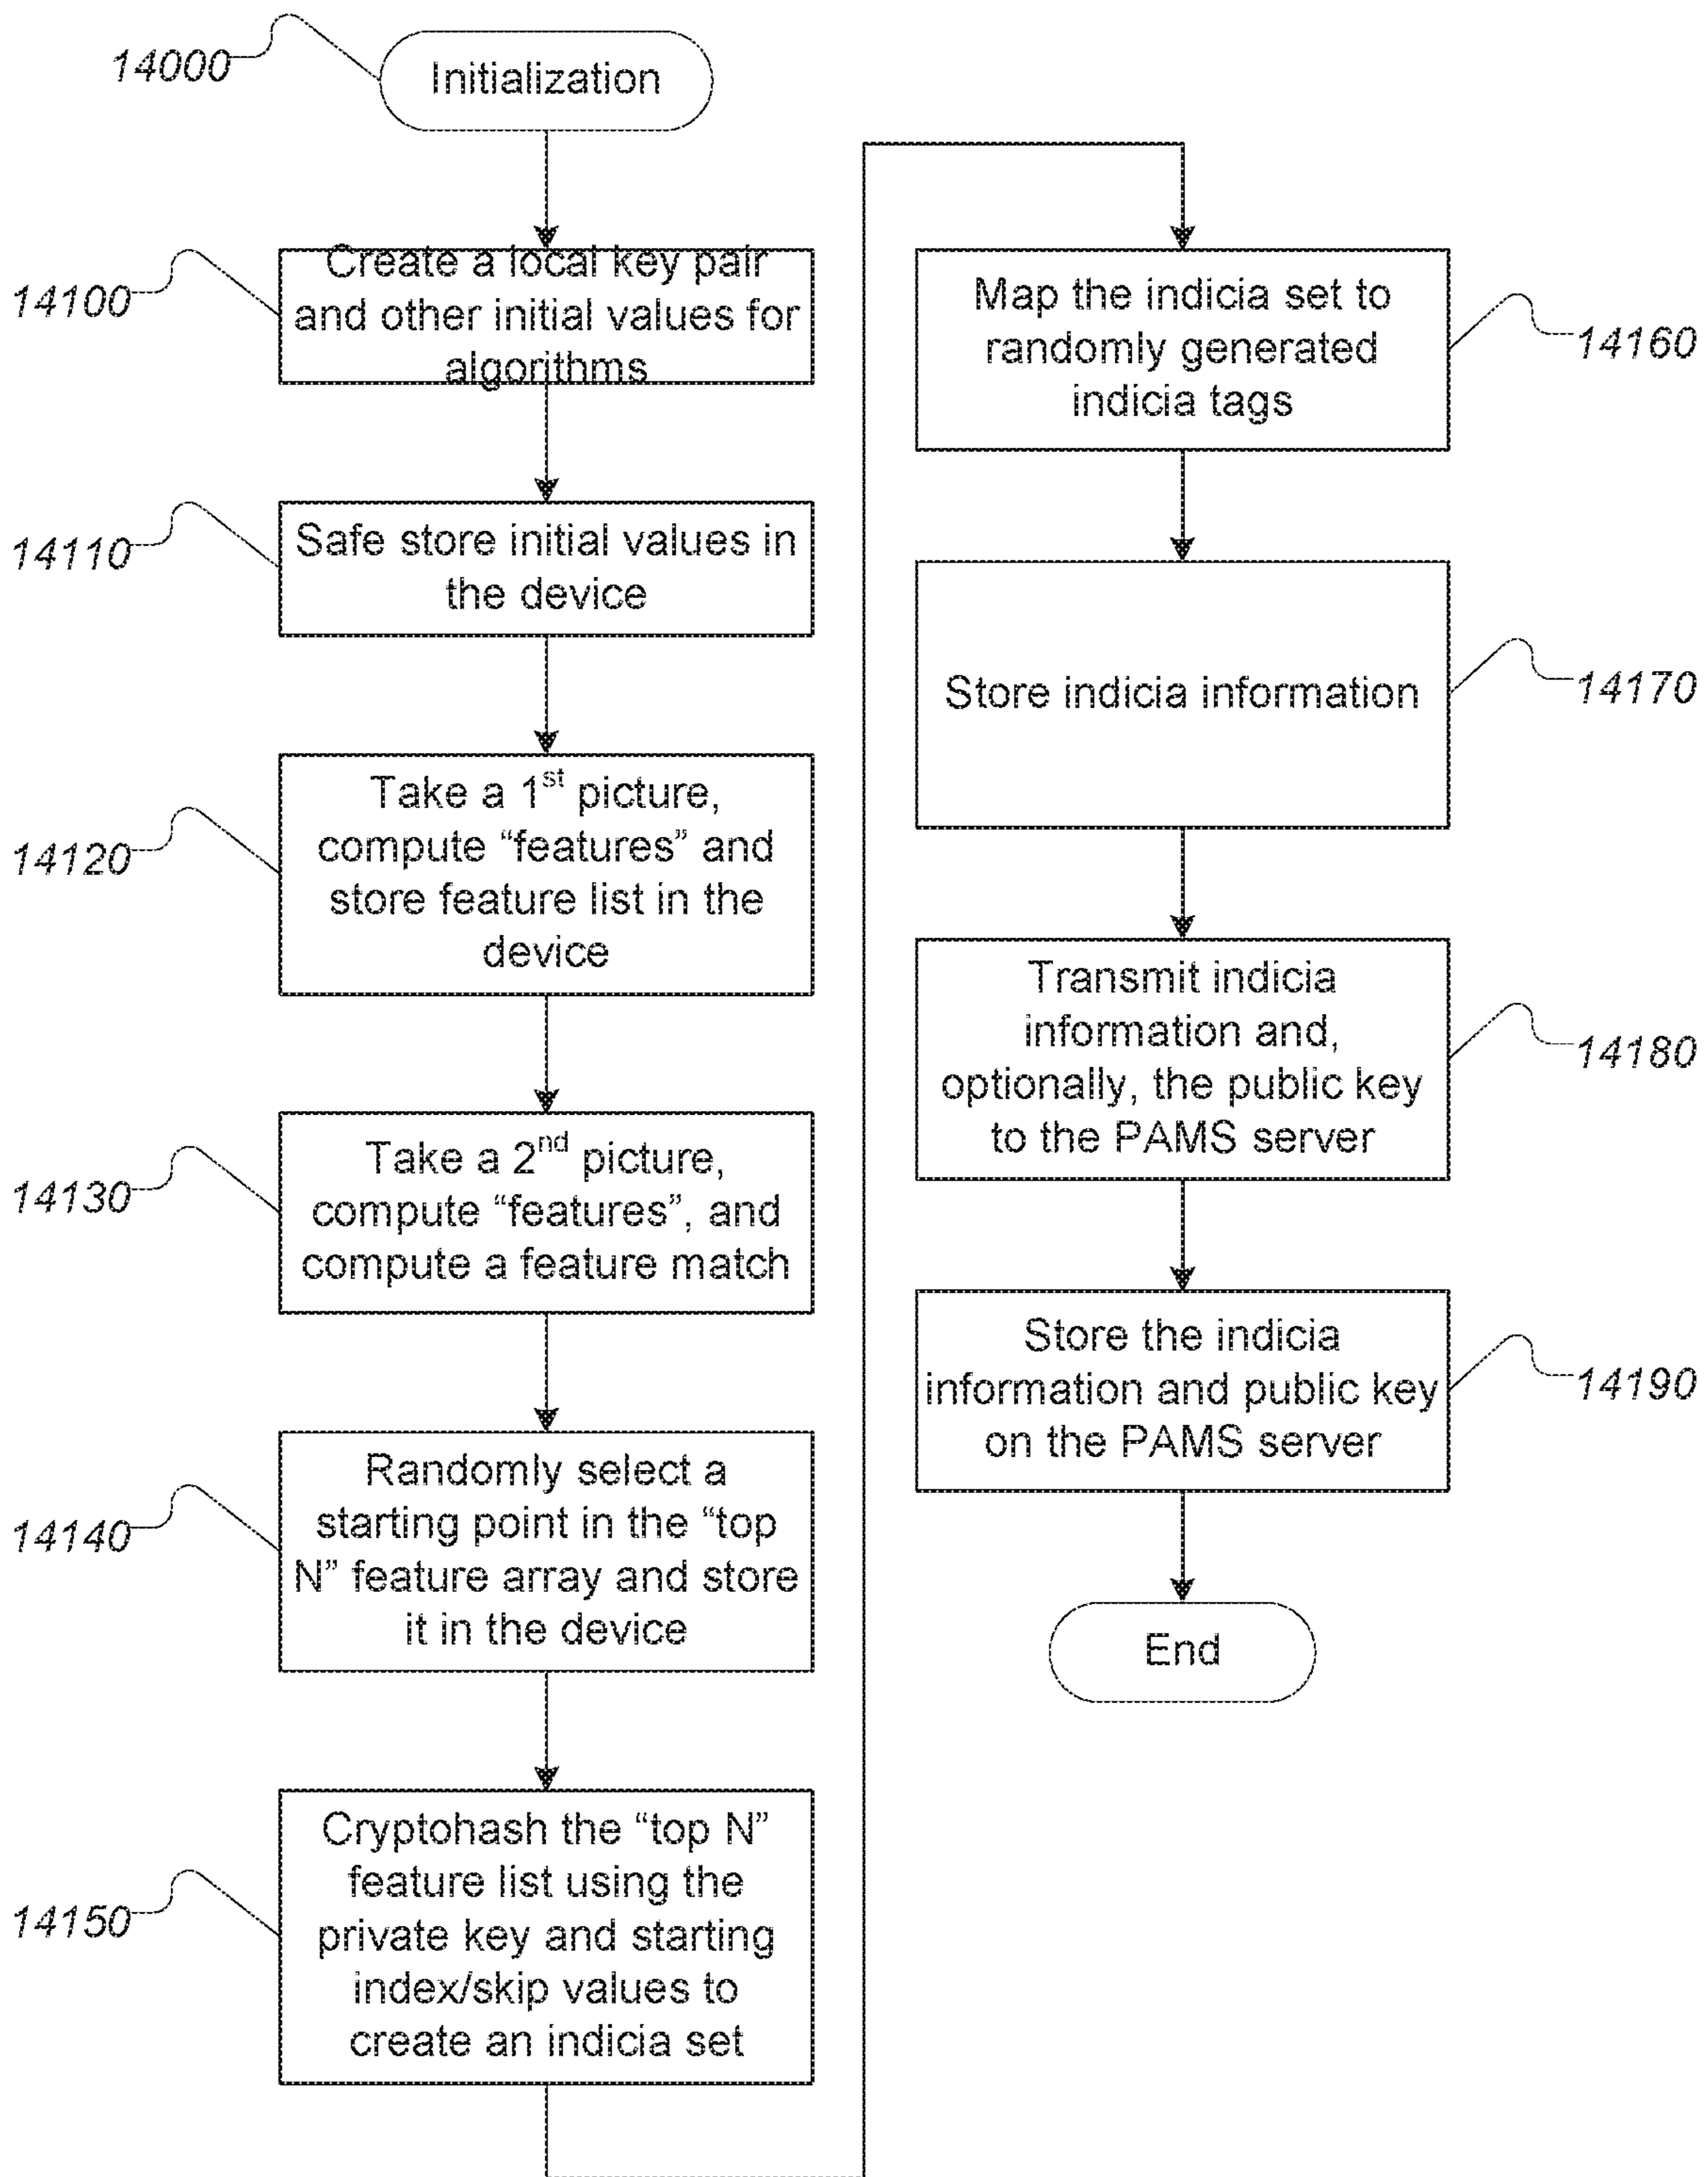 14000
Initialization
14100
Create a local key pair
and other initial values for
algorithms
14110
Safe store initial values in
the device
14120
Take a 1st picture,
compute “features” and
store feature list in the
device
14130
Take a 2nd picture,
compute “features”, and
compute a feature match
14140
Randomly select a
starting point in the “top
N” feature array and store
it in the device
14150
Cryptohash the “top N”
feature list using the
private key and starting
index/skip values to
create an indicia set
Map the indicia set to
randomly generated
indicia tags
14160
Store indicia information
14170
Transmit indicia
information and,
optionally, the public key
to the PAMS server
14180
Store the indicia
information and public key
on the PAMS server
14190
End